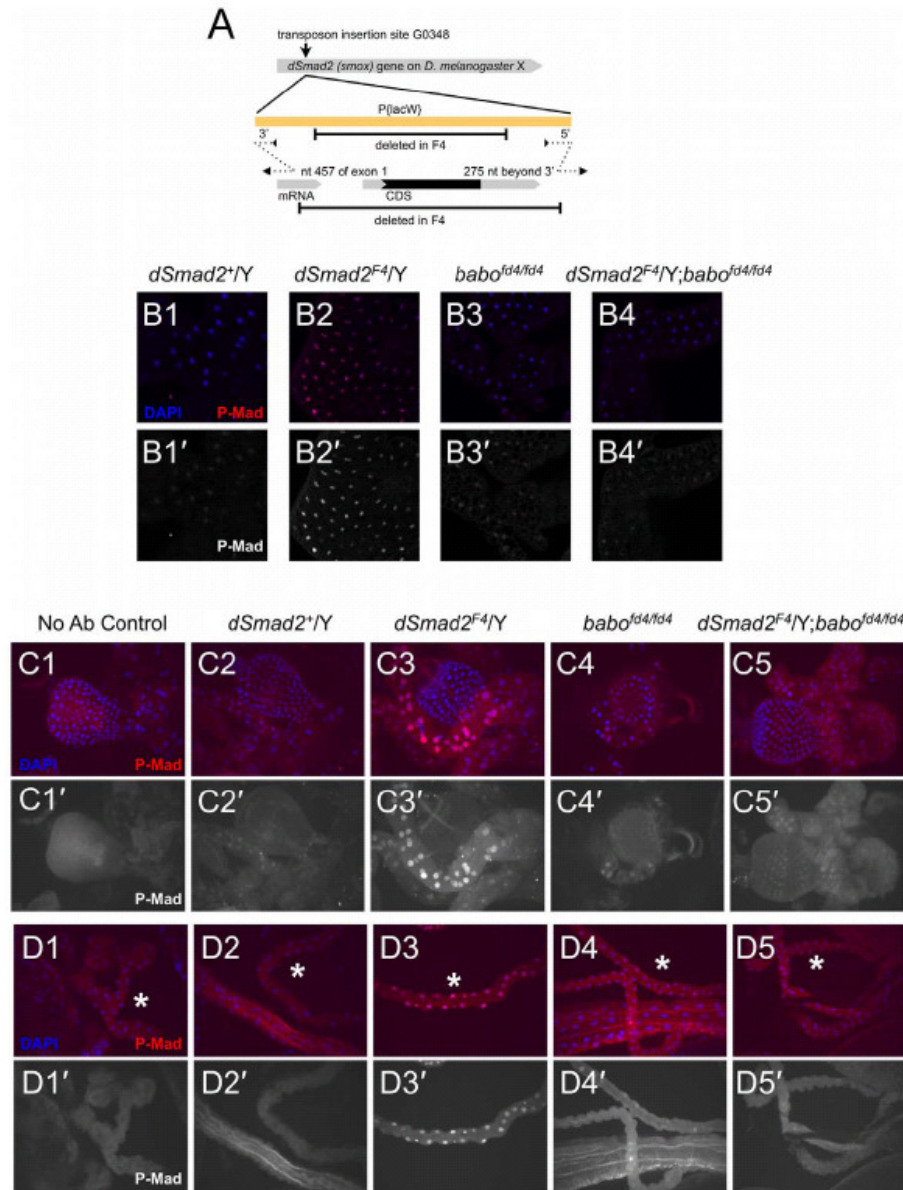 A
transposon insertion site G0348
dSmad2 (smox) gene on D. melanogaster X
P{lacW}
3' 5'
deleted in F4
nt 457 of exon 1 275 nt beyond 3'
mRNA CDS
deleted in F4
dSmad2+/Y dSmad2F4/Y babofd4/fd4 dSmad2F4/Y;babofd4/fd4
B1 B2 B3 B4
DAPI P-Mad
B1′ B2′ B3′ B4′
P-Mad
No Ab Control dSmad2+/Y dSmad2F4/Y babofd4/fd4 dSmad2F4/Y;babofd4/fd4
C1 C2 C3 C4 C5
DAPI P-Mad
C1′ C2′ C3′ C4′ C5′
P-Mad
D1 D2 D3 D4 D5
* * * * *
DAPI P-Mad
D1′ D2′ D3′ D4′ D5′
P-Mad